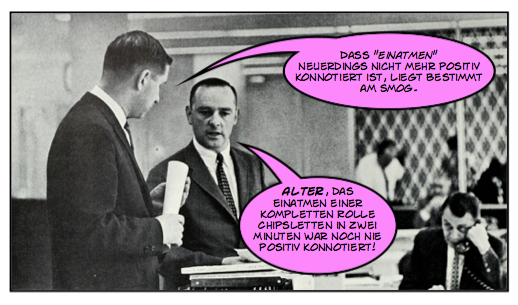 DASS "EINATMEN"
NEUERDINGS NICHT MEHR POSITIV
KONNOTIERT IST, LIEGT BESTIMMT
AM SMOG.
ALTER, DAS
EINATMEN EINER
KOMPLETTEN ROLLE
CHIPSLETTEN IN ZWEI
MINUTEN WAR NOCH NIE
POSITIV KONNOTIERT!